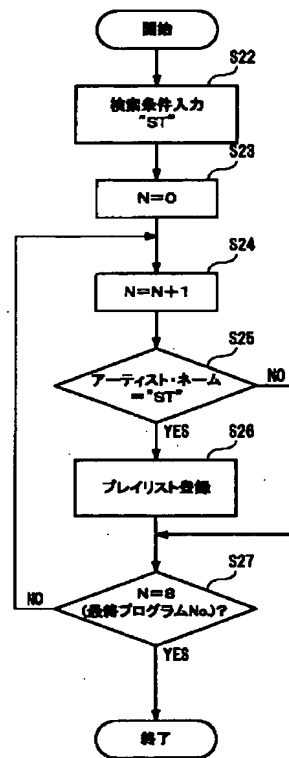 開始
S22
検索条件入力
"ST"
S23
N=0
S24
N=N+1
S25
アーティスト・ネーム
="ST"
NO
YES
S26
プレイリスト登録
S27
N=8
(最終プログラムNo.)?
NO
YES
終了